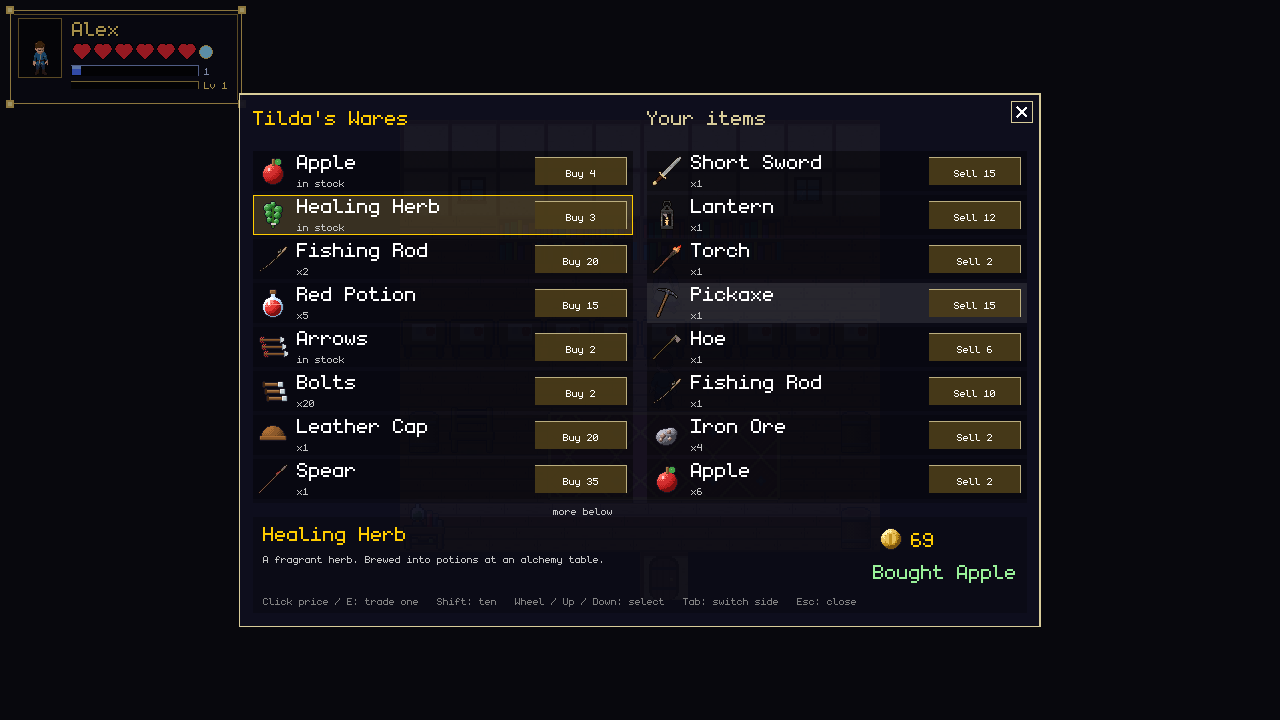 Alex
1
Lv 1
Tilda's Wares
Apple
in stock
Buy 4
Healing Herb
in stock
Buy 3
Fishing Rod
x2
Buy 20
Red Potion
x5
Buy 15
Arrows
in stock
Buy 2
Bolts
x20
Buy 2
Leather Cap
x1
Buy 20
Spear
x1
Buy 35
more below
Your items
Short Sword
x1
Sell 15
Lantern
x1
Sell 12
Torch
x1
Sell 2
Pickaxe
x1
Sell 15
Hoe
x1
Sell 6
Fishing Rod
x1
Sell 10
Iron Ore
x4
Sell 2
Apple
x6
Sell 2
Healing Herb
A fragrant herb. Brewed into potions at an alchemy table.
69
Bought Apple
Click price / E: trade one Shift: ten Wheel / Up / Down: select Tab: switch side Esc: close